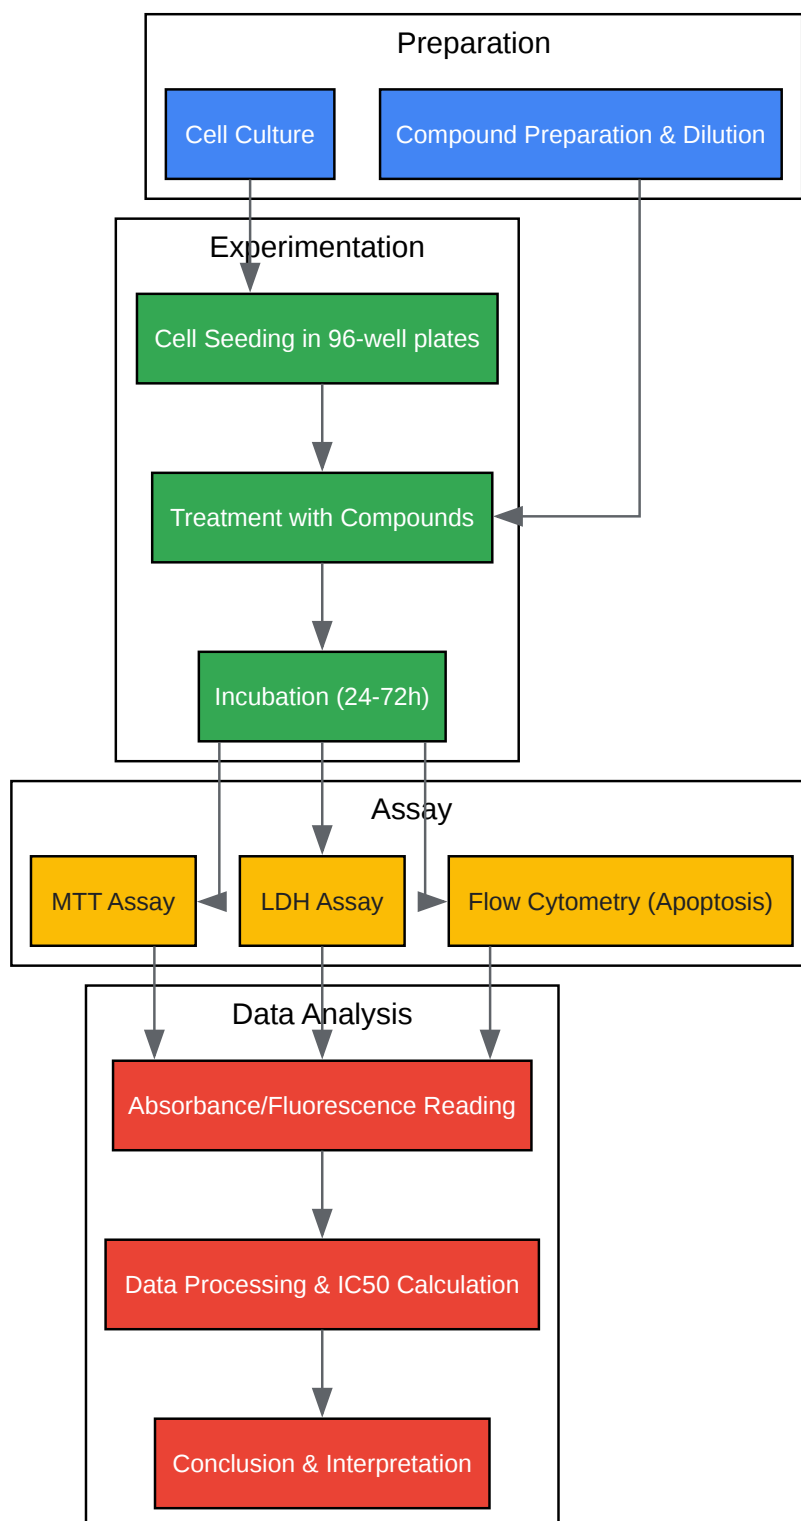 Preparation
Cell Culture
Compound Preparation & Dilution
Experimentation
Cell Seeding in 96-well plates
Treatment with Compounds
Incubation (24-72h)
Assay
MTT Assay
LDH Assay
Flow Cytometry (Apoptosis)
Data Analysis
Absorbance/Fluorescence Reading
Data Processing & IC50 Calculation
Conclusion & Interpretation